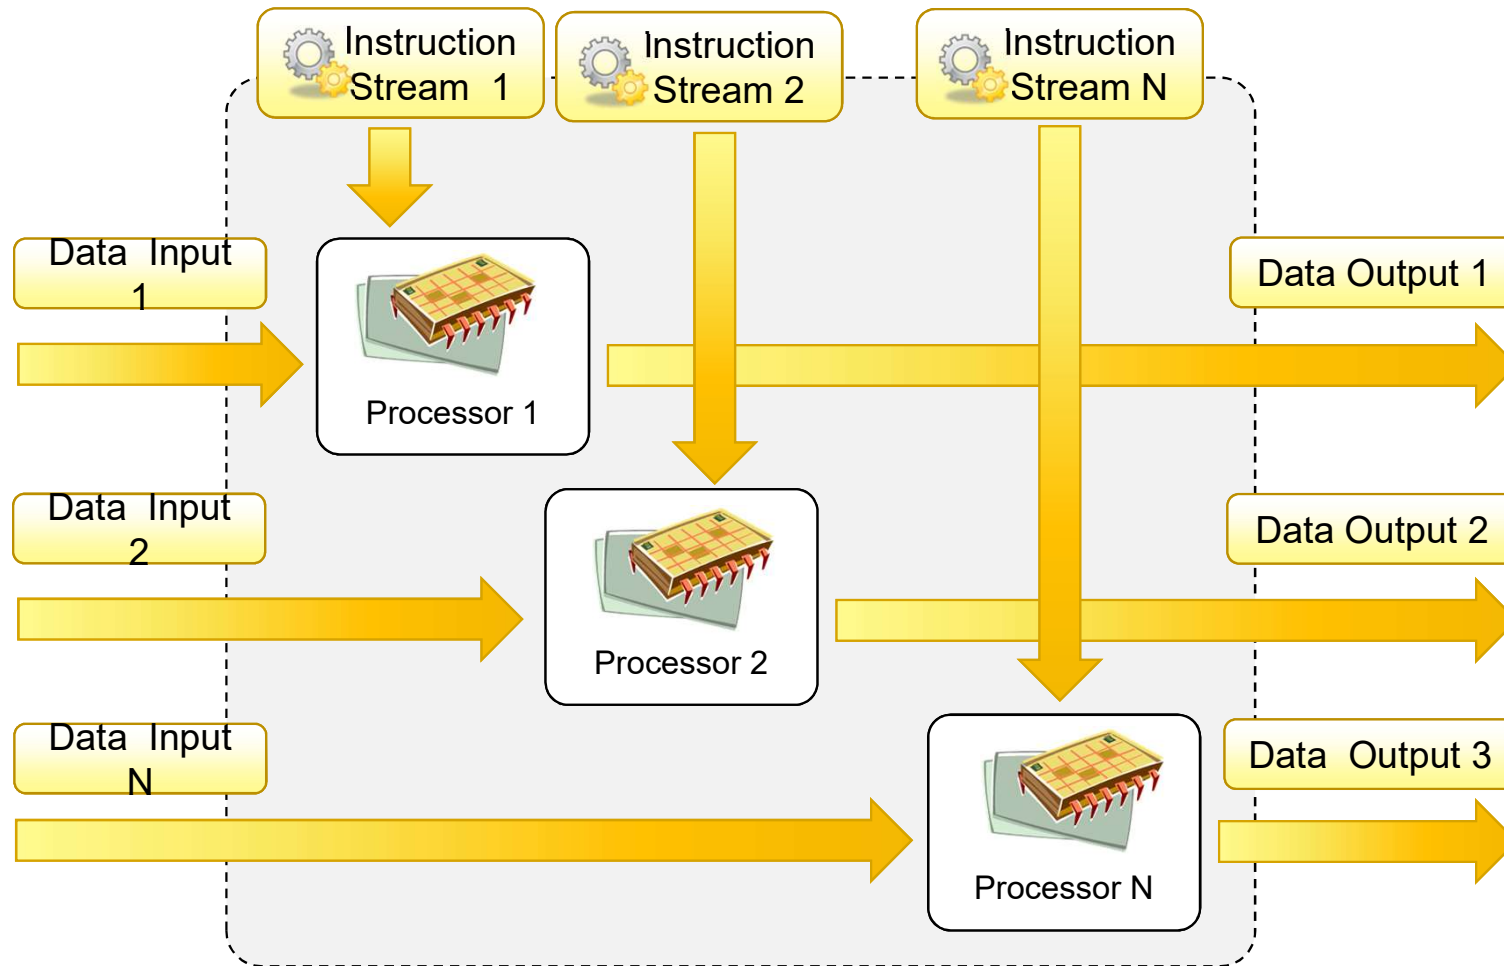 Instruction
Stream 1
Instruction
Stream 2
Instruction
Stream N
Data Input
1
Processor 1
Data Output 1
Data Input
2
Processor 2
Data Output 2
Data Input
N
Processor N
Data Output 3